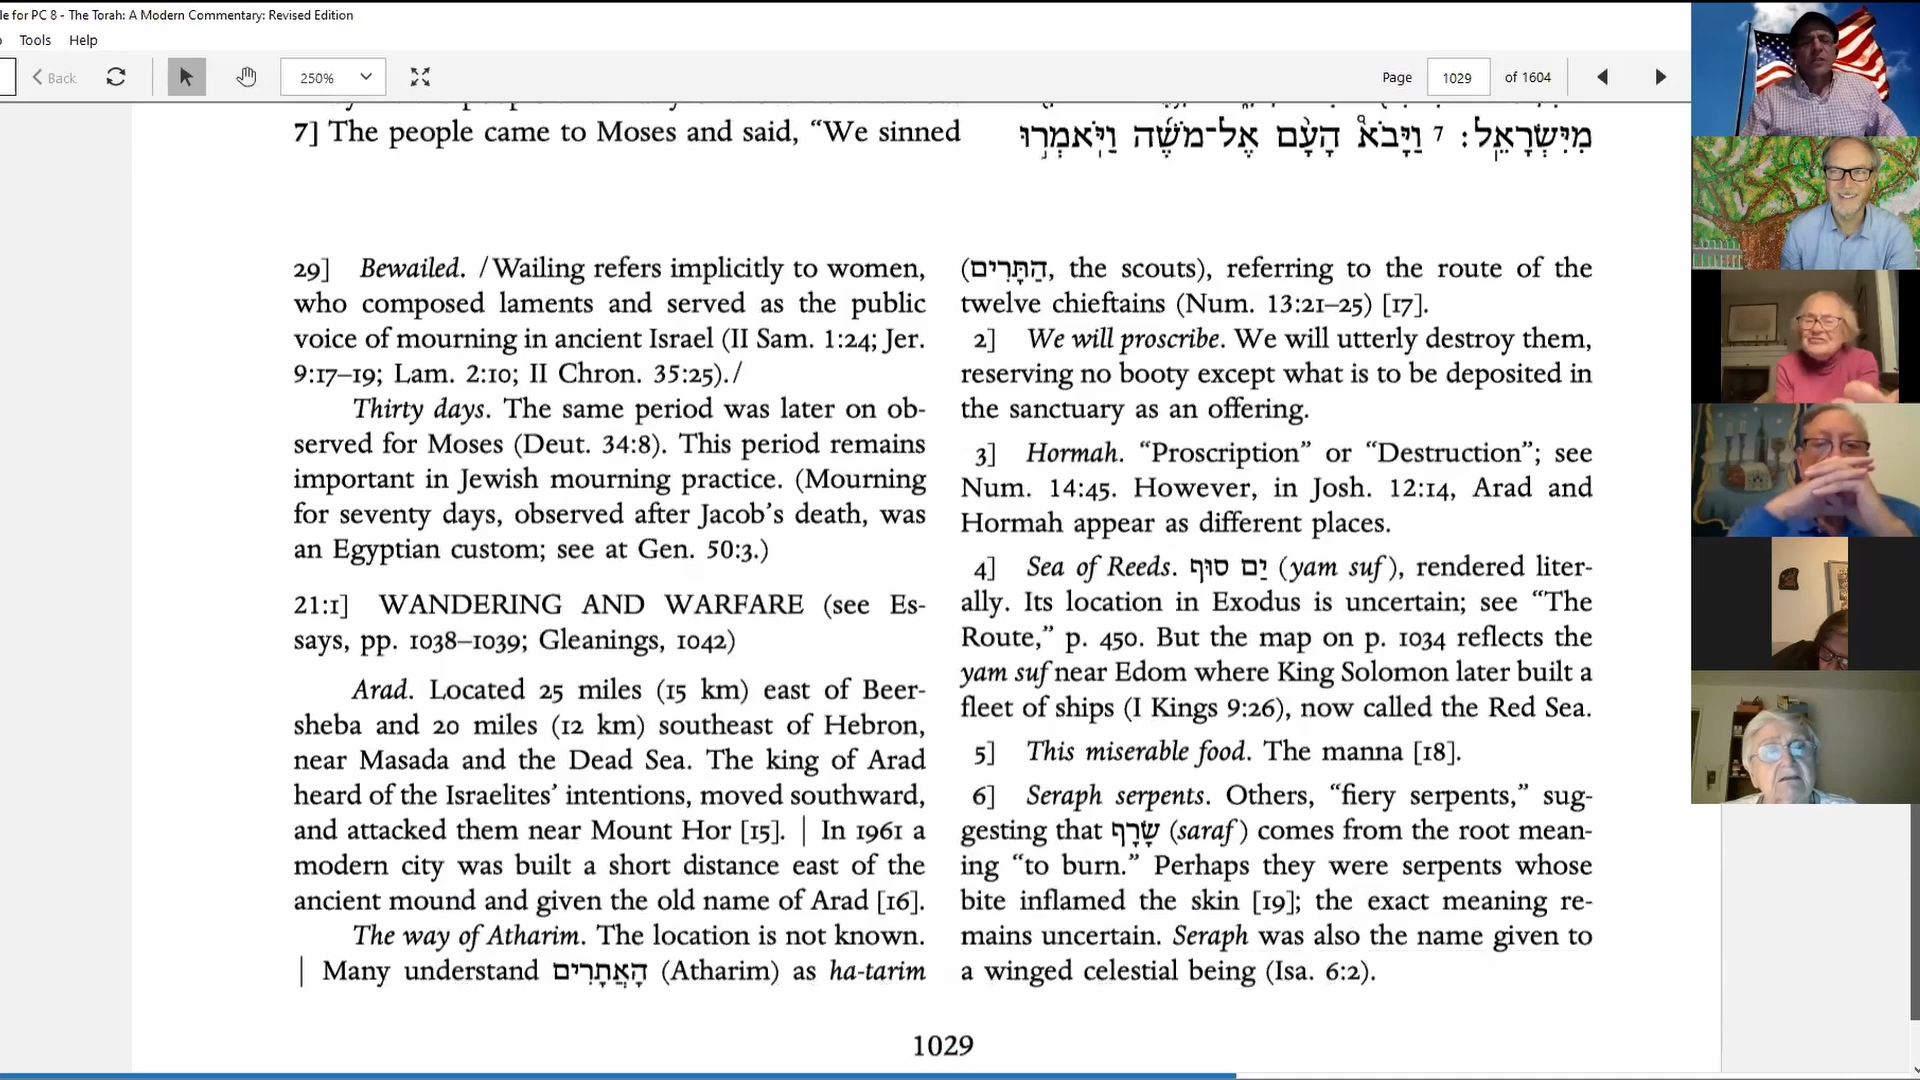 le for PC 8 - The Torah: A Modern Commentary: Revised Edition
Tools Help
Back 250% Page 1029 of 1604
7] The people came to Moses and said, “We sinned
מִיִּשְׂרָאֵֽל׃ 7 וַיָּבֹא֩ הָעָ֨ם אֶל־מֹשֶׁ֜ה וַיֹּאמְר֣וּ
29] Bewailed. /Wailing refers implicitly to women,
who composed laments and served as the public
voice of mourning in ancient Israel (II Sam. 1:24; Jer.
9:17–19; Lam. 2:10; II Chron. 35:25)./
Thirty days. The same period was later on ob-
served for Moses (Deut. 34:8). This period remains
important in Jewish mourning practice. (Mourning
for seventy days, observed after Jacob’s death, was
an Egyptian custom; see at Gen. 50:3.)
21:1] WANDERING AND WARFARE (see Es-
says, pp. 1038–1039; Gleanings, 1042)
Arad. Located 25 miles (15 km) east of Beer-
sheba and 20 miles (12 km) southeast of Hebron,
near Masada and the Dead Sea. The king of Arad
heard of the Israelites’ intentions, moved southward,
and attacked them near Mount Hor [15]. | In 1961 a
modern city was built a short distance east of the
ancient mound and given the old name of Arad [16].
The way of Atharim. The location is not known.
| Many understand הָאֲתָרִים (Atharim) as ha-tarim
(הַתָּרִים, the scouts), referring to the route of the
twelve chieftains (Num. 13:21–25) [17].
2] We will proscribe. We will utterly destroy them,
reserving no booty except what is to be deposited in
the sanctuary as an offering.
3] Hormah. “Proscription” or “Destruction”; see
Num. 14:45. However, in Josh. 12:14, Arad and
Hormah appear as different places.
4] Sea of Reeds. יַם סוּף (yam suf), rendered liter-
ally. Its location in Exodus is uncertain; see “The
Route,” p. 450. But the map on p. 1034 reflects the
yam suf near Edom where King Solomon later built a
fleet of ships (I Kings 9:26), now called the Red Sea.
5] This miserable food. The manna [18].
6] Seraph serpents. Others, “fiery serpents,” sug-
gesting that שָׂרָף (saraf) comes from the root mean-
ing “to burn.” Perhaps they were serpents whose
bite inflamed the skin [19]; the exact meaning re-
mains uncertain. Seraph was also the name given to
a winged celestial being (Isa. 6:2).
1029